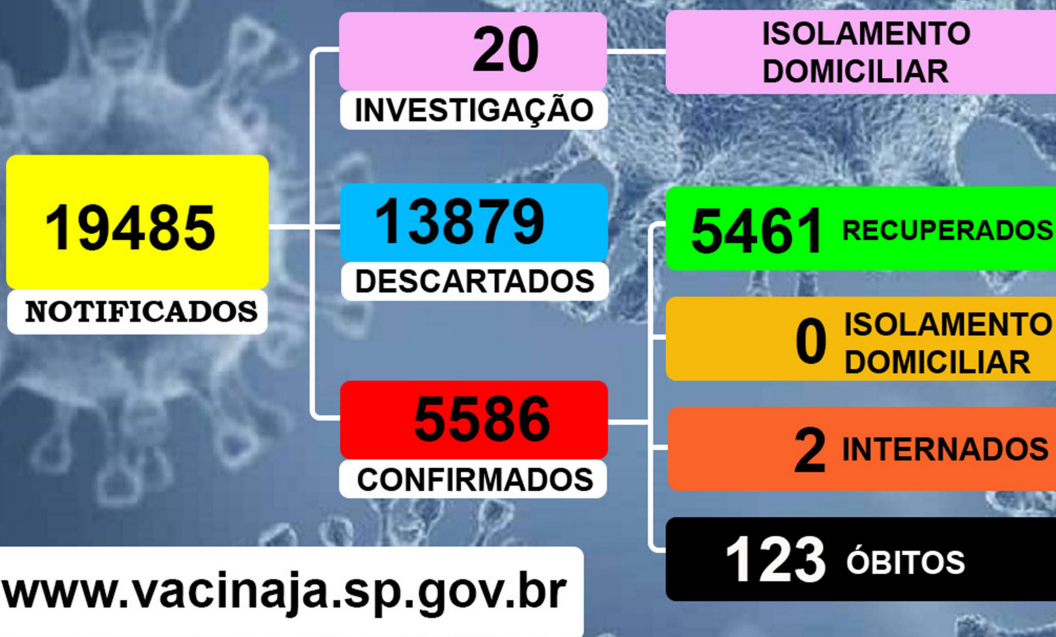 20
INVESTIGAÇÃO
ISOLAMENTO
DOMICILIAR
19485
NOTIFICADOS
13879
DESCARTADOS
5586
CONFIRMADOS
5461 RECUPERADOS
0 ISOLAMENTO
DOMICILIAR
2 INTERNADOS
123 ÓBITOS
www.vacinaja.sp.gov.br